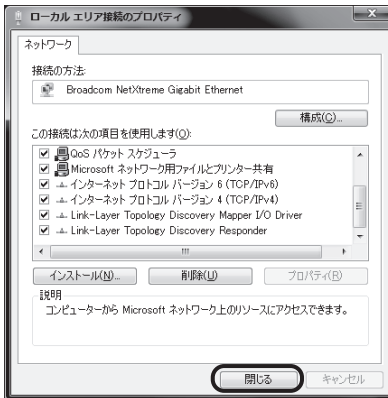 ローカル エリア接続のプロパティ
ネットワーク
接続の方法:
Broadcom NetXtreme Gigabit Ethernet
構成(C)...
この接続は次の項目を使用します(O):
QoS パケット スケジューラ
Microsoft ネットワーク用ファイルとプリンター共有
インターネット プロトコル バージョン 6 (TCP/IPv6)
インターネット プロトコル バージョン 4 (TCP/IPv4)
Link-Layer Topology Discovery Mapper I/O Driver
Link-Layer Topology Discovery Responder
インストール(N)... 削除(U) プロパティ(R)
説明
コンピューターから Microsoft ネットワーク上のリソースにアクセスできます。
閉じる キャンセル